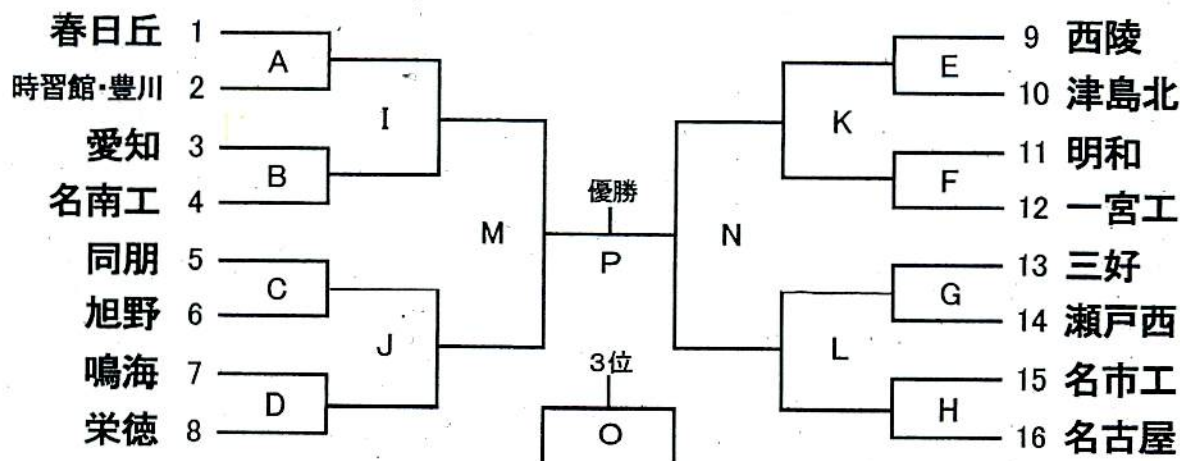 春日丘 1
A
時習館・豊川 2
I
愛知 3
B
名南工 4
M
同朋 5
C
旭野 6
J
鳴海 7
D
栄徳 8
優勝
P
3位
O
9 西陵
E
10 津島北
K
11 明和
F
12 一宮工
N
13 三好
G
14 瀬戸西
L
15 名市工
H
16 名古屋